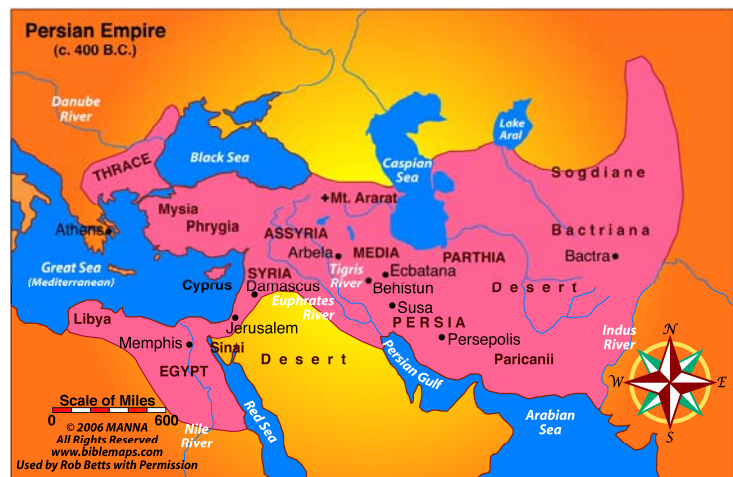 Persian Empire
(c. 400 B.C.)
Danube
River
THRACE
Black Sea
Caspian
Sea
Lake
Aral
Sogdiane
Mt. Ararat
Mysia
Phrygia
Athens
ASSYRIA
Bactriana
Arbela
MEDIA
PARTHIA
Bactra
Great Sea
(Mediterranean)
Cyprus
SYRIA
Damascus
Tigris
River
Ecbatana
Behistun
Desert
Euphrates
River
Susa
Libya
Jerusalem
PERSIA
Persepolis
Indus
River
Memphis
Sinai
Desert
Persian Gulf
Paricanii
EGYPT
N
W
E
S
Scale of Miles
0 600
Red Sea
Arabian
Sea
Nile
River
© 2006 MANNA
All Rights Reserved
www.biblemaps.com
Used by Rob Betts with Permission